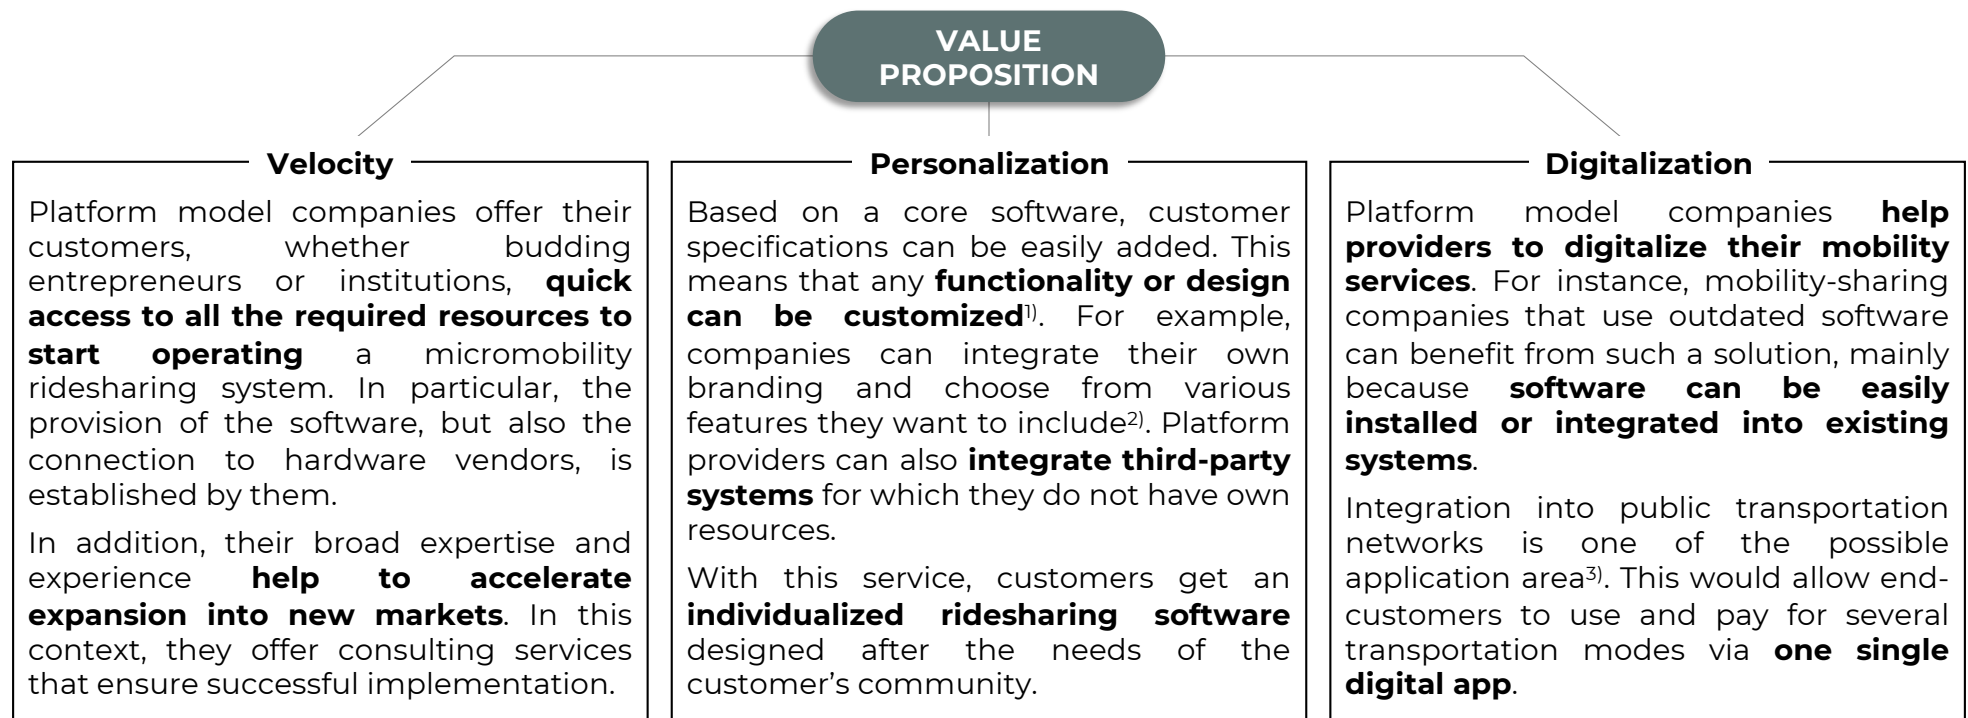 VALUE
PROPOSITION
Velocity
Platform model companies offer their
customers, whether budding
entrepreneurs or institutions, quick
access to all the required resources to
start operating a micromobility
ridesharing system. In particular, the
provision of the software, but also the
connection to hardware vendors, is
established by them.
In addition, their broad expertise and
experience help to accelerate
expansion into new markets. In this
context, they offer consulting services
that ensure successful implementation.
Personalization
Based on a core software, customer
specifications can be easily added. This
means that any functionality or design
can be customized1). For example,
companies can integrate their own
branding and choose from various
features they want to include2). Platform
providers can also integrate third-party
systems for which they do not have own
resources.
With this service, customers get an
individualized ridesharing software
designed after the needs of the
customer’s community.
Digitalization
Platform model companies help
providers to digitalize their mobility
services. For instance, mobility-sharing
companies that use outdated software
can benefit from such a solution, mainly
because software can be easily
installed or integrated into existing
systems.
Integration into public transportation
networks is one of the possible
application area3). This would allow end-
customers to use and pay for several
transportation modes via one single
digital app.